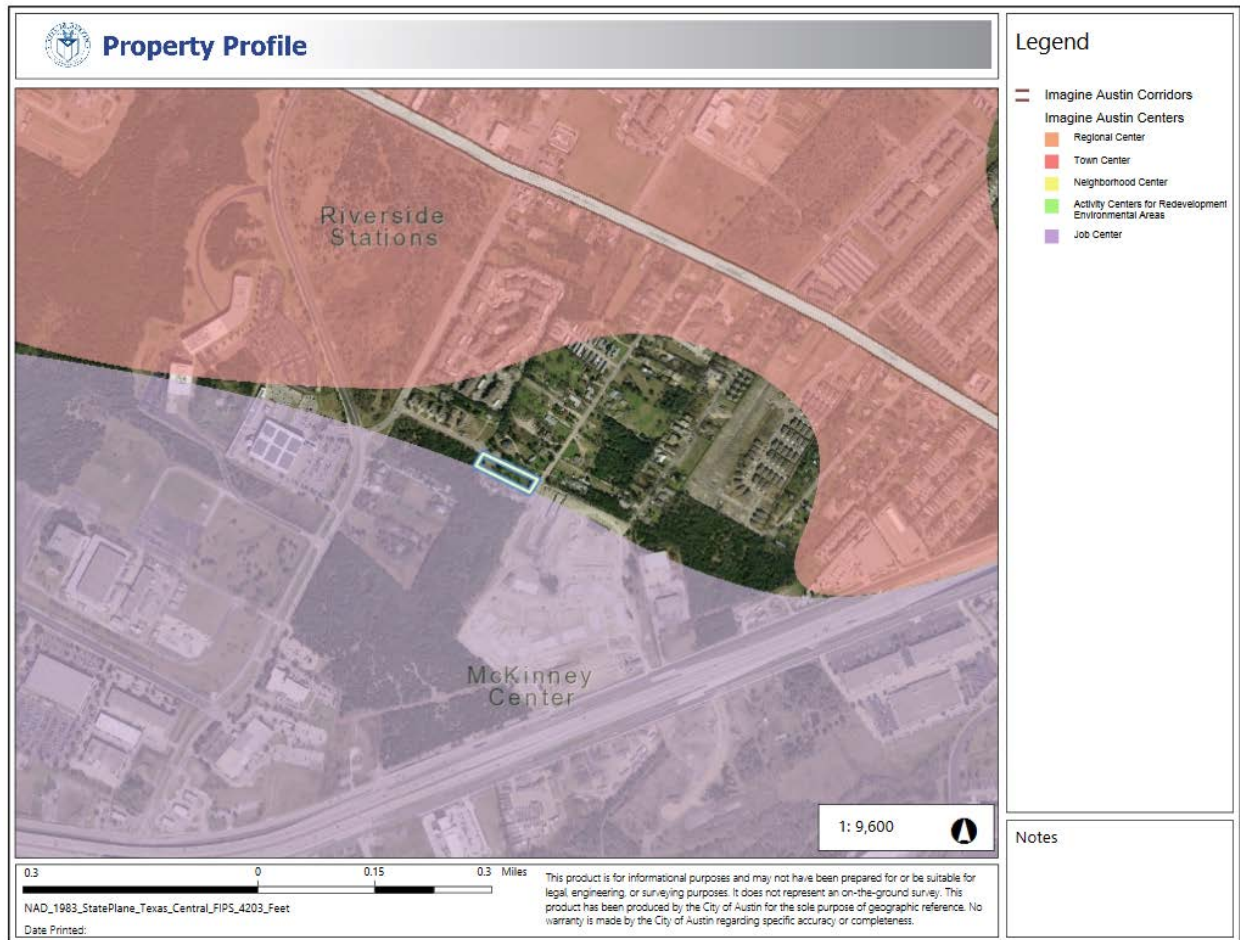 Property Profile
Riverside
Stations
McKinney
Center
1: 9,600
Legend
Imagine Austin Corridors
Imagine Austin Centers
Regional Center
Town Center
Neighborhood Center
Activity Centers for Redevelopment
Environmental Areas
Job Center
Notes
0.3 0 0.15 0.3 Miles
NAD_1983_StatePlane_Texas_Central_FIPS_4203_Feet
Date Printed:
This product is for informational purposes and may not have been prepared for or be suitable for
legal, engineering, or surveying purposes. It does not represent an on-the-ground survey. This
product has been produced by the City of Austin for the sole purpose of geographic reference. No
warranty is made by the City of Austin regarding specific accuracy or completeness.